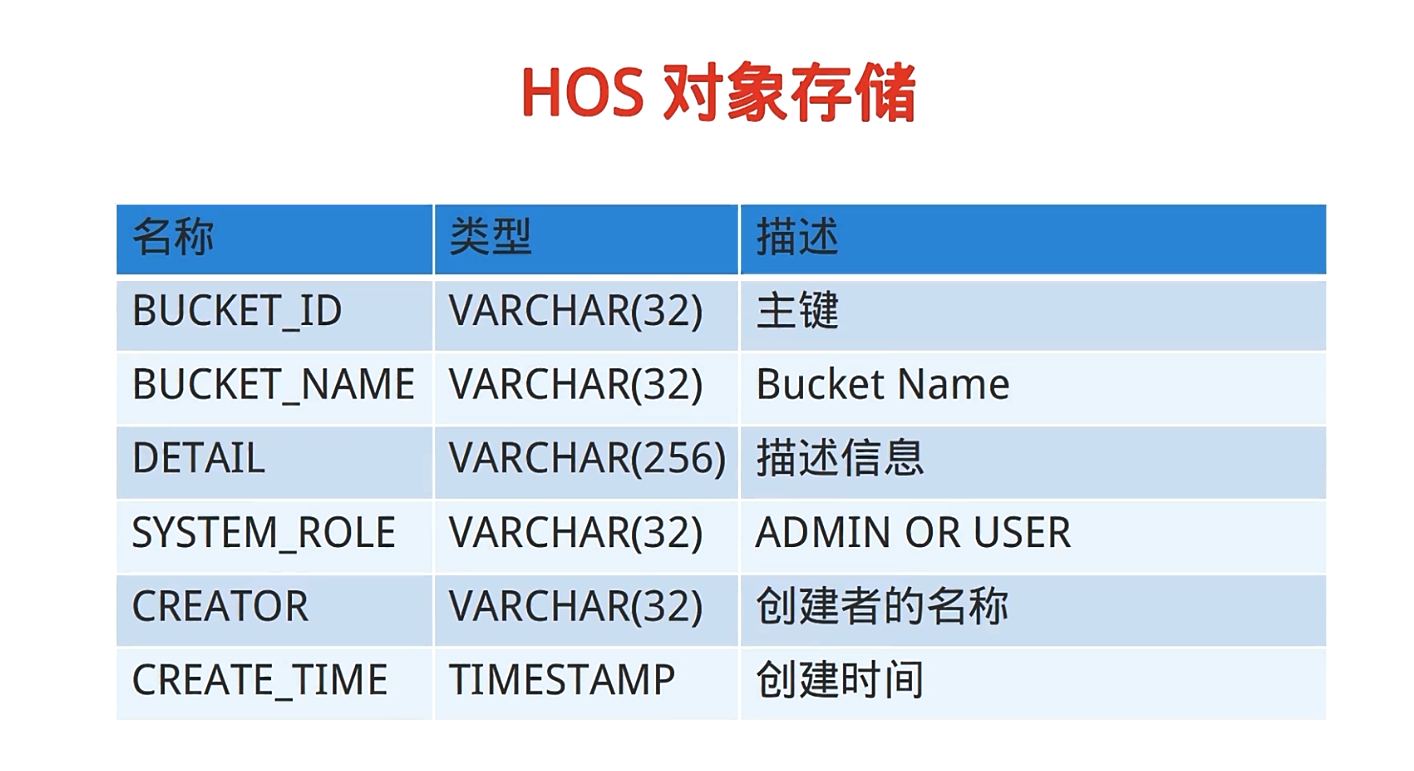 HOS 对象存储
名称 类型 描述
BUCKET_ID VARCHAR(32) 主键
BUCKET_NAME VARCHAR(32) Bucket Name
DETAIL VARCHAR(256) 描述信息
SYSTEM_ROLE VARCHAR(32) ADMIN OR USER
CREATOR VARCHAR(32) 创建者的名称
CREATE_TIME TIMESTAMP 创建时间